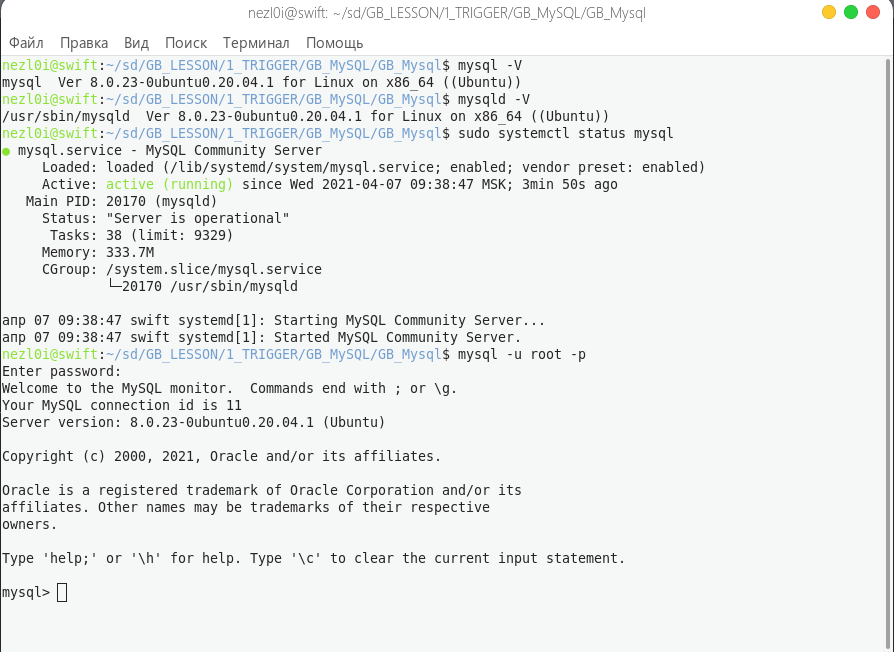 nezl0i@swift: ~/sd/GB_LESSON/1_TRIGGER/GB_MySQL/GB_Mysql
Файл Правка Вид Поиск Терминал Помощь
nezl0i@swift:~/sd/GB_LESSON/1_TRIGGER/GB_MySQL/GB_Mysql$ mysql -V
mysql  Ver 8.0.23-0ubuntu0.20.04.1 for Linux on x86_64 ((Ubuntu))
nezl0i@swift:~/sd/GB_LESSON/1_TRIGGER/GB_MySQL/GB_Mysql$ mysqld -V
/usr/sbin/mysqld  Ver 8.0.23-0ubuntu0.20.04.1 for Linux on x86_64 ((Ubuntu))
nezl0i@swift:~/sd/GB_LESSON/1_TRIGGER/GB_MySQL/GB_Mysql$ sudo systemctl status mysql
● mysql.service - MySQL Community Server
     Loaded: loaded (/lib/systemd/system/mysql.service; enabled; vendor preset: enabled)
     Active: active (running) since Wed 2021-04-07 09:38:47 MSK; 3min 50s ago
   Main PID: 20170 (mysqld)
     Status: "Server is operational"
      Tasks: 38 (limit: 9329)
     Memory: 333.7M
     CGroup: /system.slice/mysql.service
             └─20170 /usr/sbin/mysqld
апр 07 09:38:47 swift systemd[1]: Starting MySQL Community Server...
апр 07 09:38:47 swift systemd[1]: Started MySQL Community Server.
nezl0i@swift:~/sd/GB_LESSON/1_TRIGGER/GB_MySQL/GB_Mysql$ mysql -u root -p
Enter password:
Welcome to the MySQL monitor.  Commands end with ; or \g.
Your MySQL connection id is 11
Server version: 8.0.23-0ubuntu0.20.04.1 (Ubuntu)
Copyright (c) 2000, 2021, Oracle and/or its affiliates.
Oracle is a registered trademark of Oracle Corporation and/or its
affiliates. Other names may be trademarks of their respective
owners.
Type 'help;' or '\h' for help. Type '\c' to clear the current input statement.
mysql>